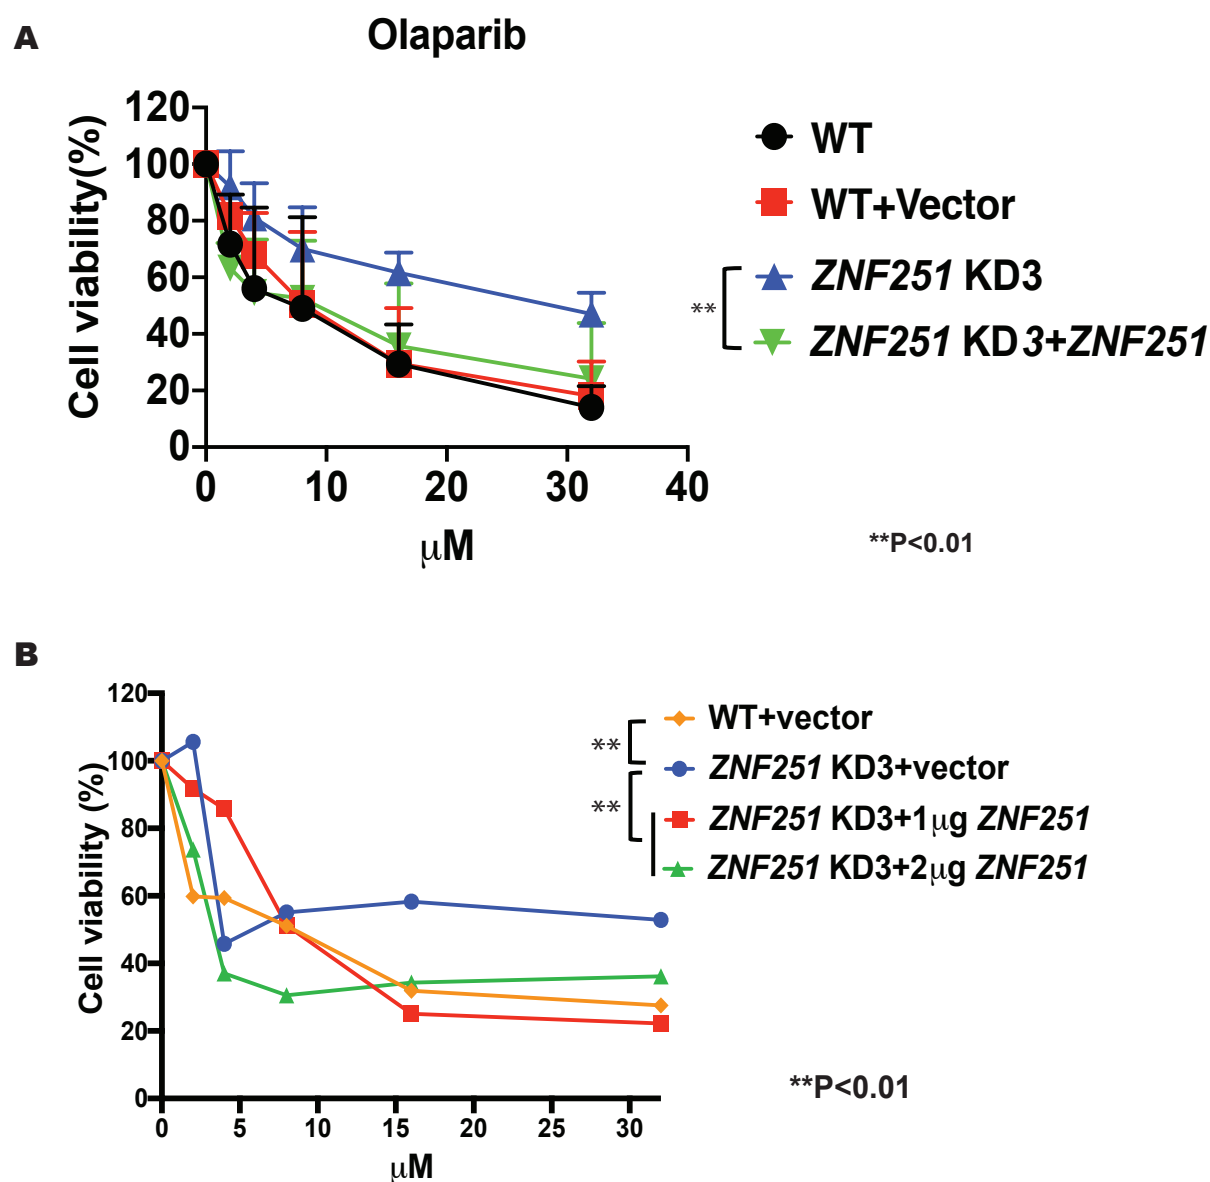 A
Olaparib
Cell viability(%)
120
100
80
60
40
20
0
0 10 20 30 40
μM
WT
WT+Vector
ZNF251 KD3
ZNF251 KD3+ZNF251
**
**P<0.01
B
Cell viability (%)
120
100
80
60
40
20
0
0 5 10 15 20 25 30
μM
WT+vector
ZNF251 KD3+vector
ZNF251 KD3+1μg ZNF251
ZNF251 KD3+2μg ZNF251
**
**
**P<0.01